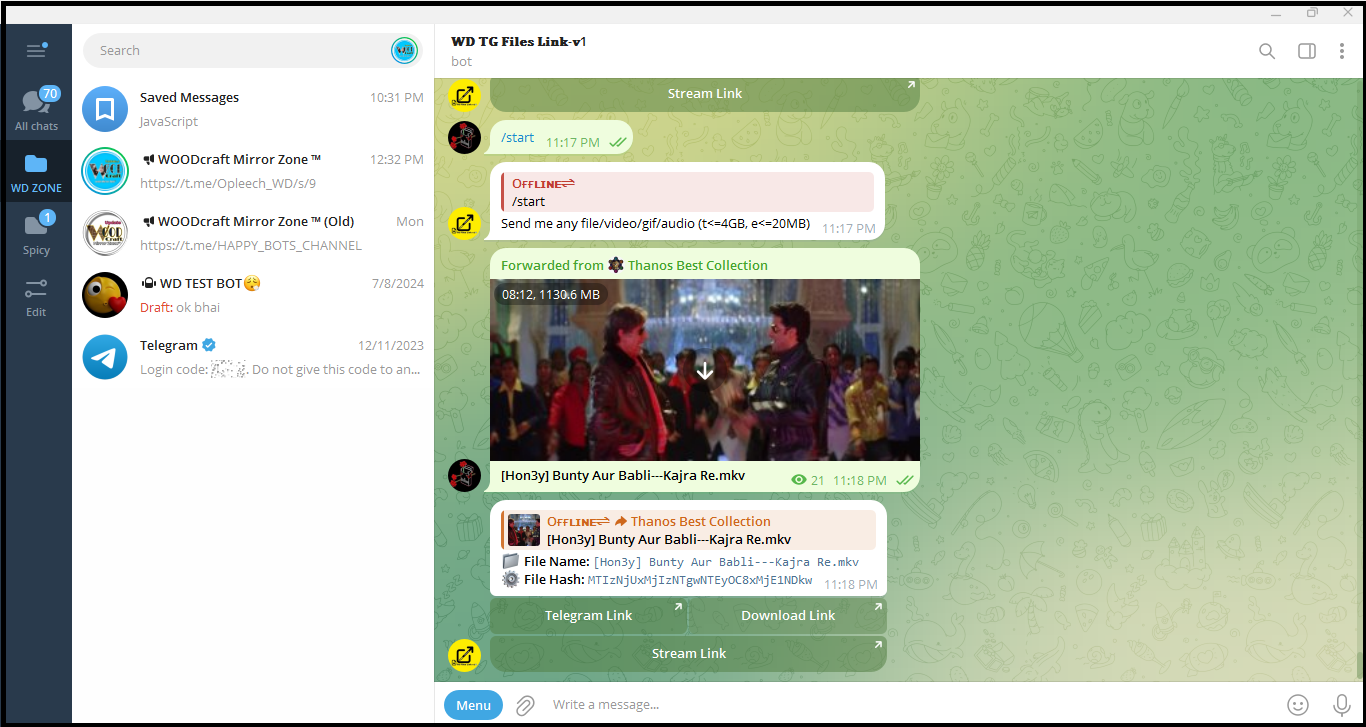 70
All chats
WD ZONE
1
Spicy
Edit
Search
Saved Messages
10:31 PM
JavaScript
WOODcraft Mirror Zone ™
12:32 PM
https://t.me/Opleech_WD/s/9
WOODcraft Mirror Zone ™ (Old)
Mon
https://t.me/HAPPY_BOTS_CHANNEL
WD TEST BOT😚
7/8/2024
Draft: ok bhai
Telegram
12/11/2023
Login code: . Do not give this code to an...
𝐖𝐃 𝐓𝐆 𝐅𝐢𝐥𝐞𝐬 𝐋𝐢𝐧𝐤-𝐯1
bot
Stream Link
/start
11:17 PM
Oғғʟɪɴᴇ⇌
/start
Send me any file/video/gif/audio (t<=4GB, e<=20MB)
11:17 PM
Forwarded from Thanos Best Collection
08:12, 1130.6 MB
[Hon3y] Bunty Aur Babli---Kajra Re.mkv
21 11:18 PM
Oғғʟɪɴᴇ⇌ Thanos Best Collection
[Hon3y] Bunty Aur Babli---Kajra Re.mkv
📁 File Name: [Hon3y] Bunty Aur Babli---Kajra Re.mkv
⚙️ File Hash: MTIzNjUxMjIzNTgwNTEyOC8xMjE1NDkw
11:18 PM
Telegram Link
Download Link
Stream Link
Menu
Write a message...